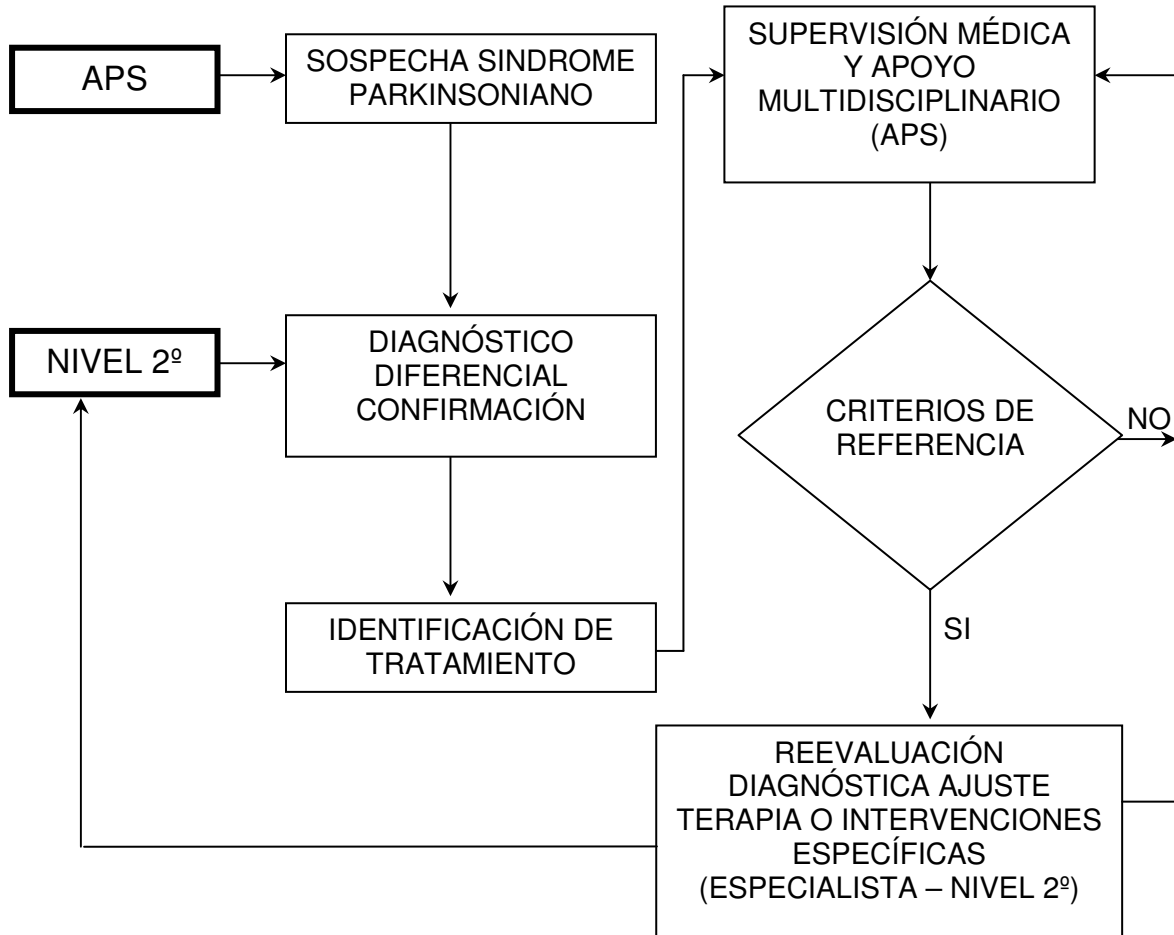 APS
SOSPECHA SINDROME
PARKINSONIANO
NIVEL 2º
DIAGNÓSTICO
DIFERENCIAL
CONFIRMACIÓN
IDENTIFICACIÓN DE
TRATAMIENTO
SUPERVISIÓN MÉDICA
Y APOYO
MULTIDISCIPLINARIO
(APS)
CRITERIOS DE
REFERENCIA
NO
SI
REEVALUACIÓN
DIAGNÓSTICA AJUSTE
TERAPIA O INTERVENCIONES
ESPECÍFICAS
(ESPECIALISTA – NIVEL 2º)